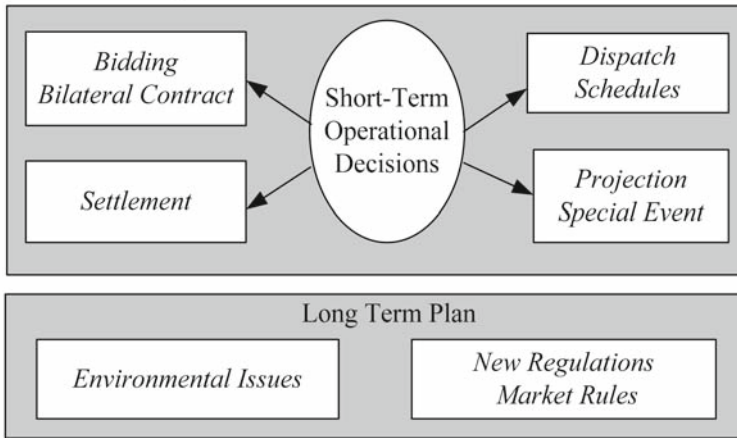 Bidding
Bilateral Contract
Short-Term
Operational
Decisions
Dispatch
Schedules
Settlement
Projection
Special Event
Long Term Plan
Environmental Issues
New Regulations
Market Rules